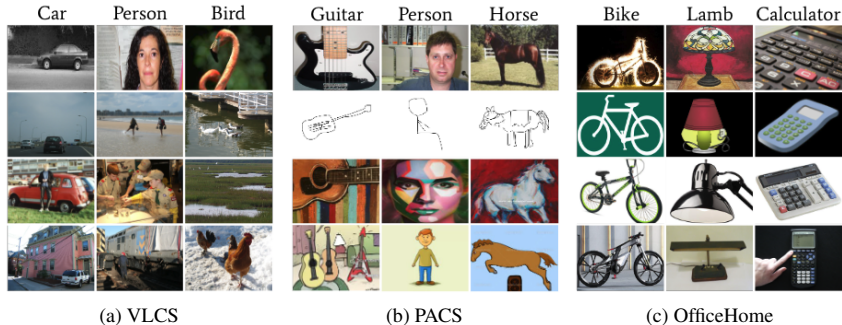 Car Person Bird
Guitar Person Horse
Bike Lamb Calculator
(a) VLCS
(b) PACS
(c) OfficeHome